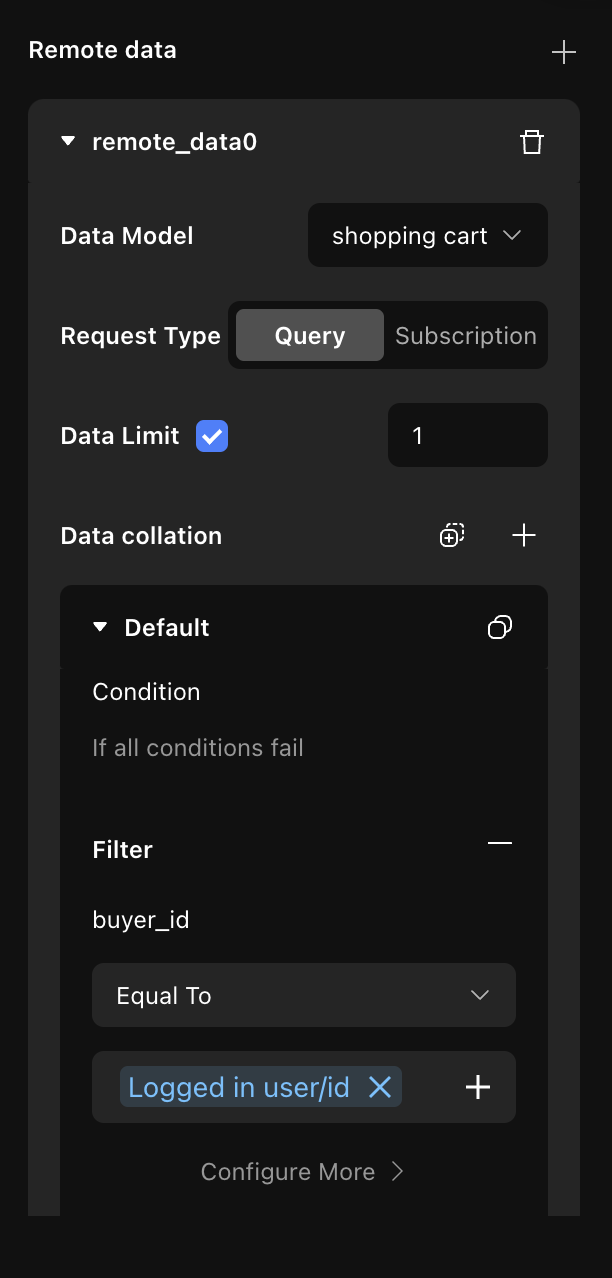 Remote data
remote_data0
Data Model shopping cart
Request Type Query Subscription
Data Limit 1
Data collation
Default
Condition
If all conditions fail
Filter
buyer_id
Equal To
Logged in user/id
Configure More